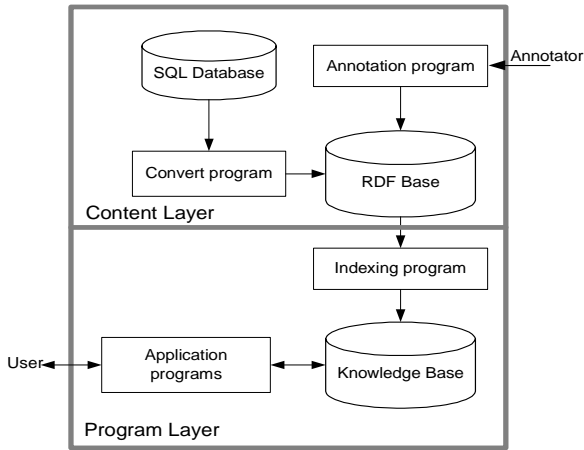 SQL Database
Annotation program
Annotator
Convert program
RDF Base
Content Layer
Indexing program
User
Application
programs
Knowledge Base
Program Layer